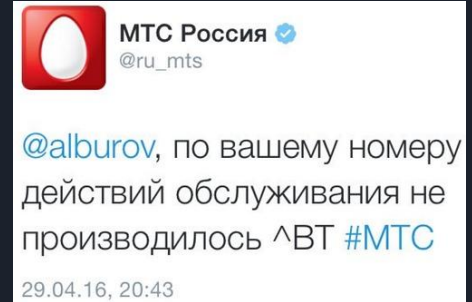 МТС Россия
@ru_mts
@alburov, по вашему номеру
действий обслуживания не
производилось ^ВТ #МТС
29.04.16, 20:43